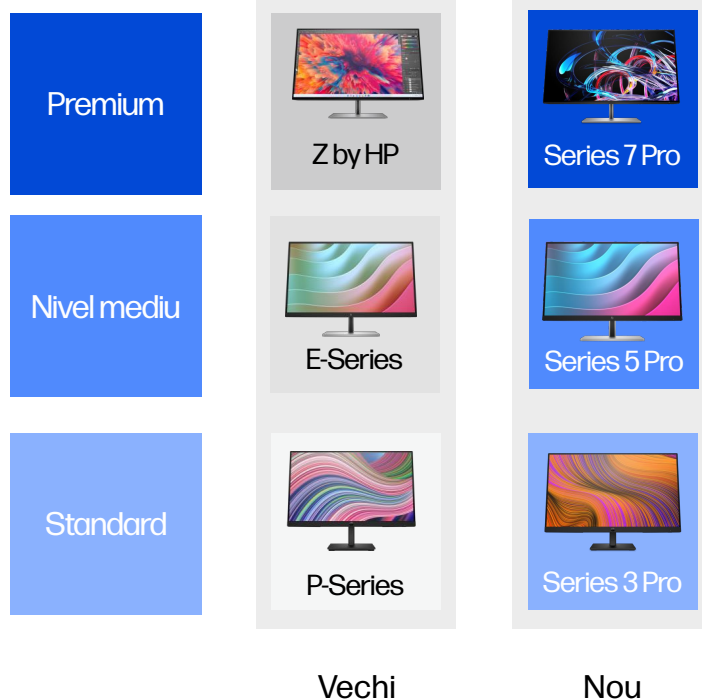 Premium
Z by HP
Series 7 Pro
Nivel mediu
E-Series
Series 5 Pro
Standard
P-Series
Series 3 Pro
Vechi
Nou